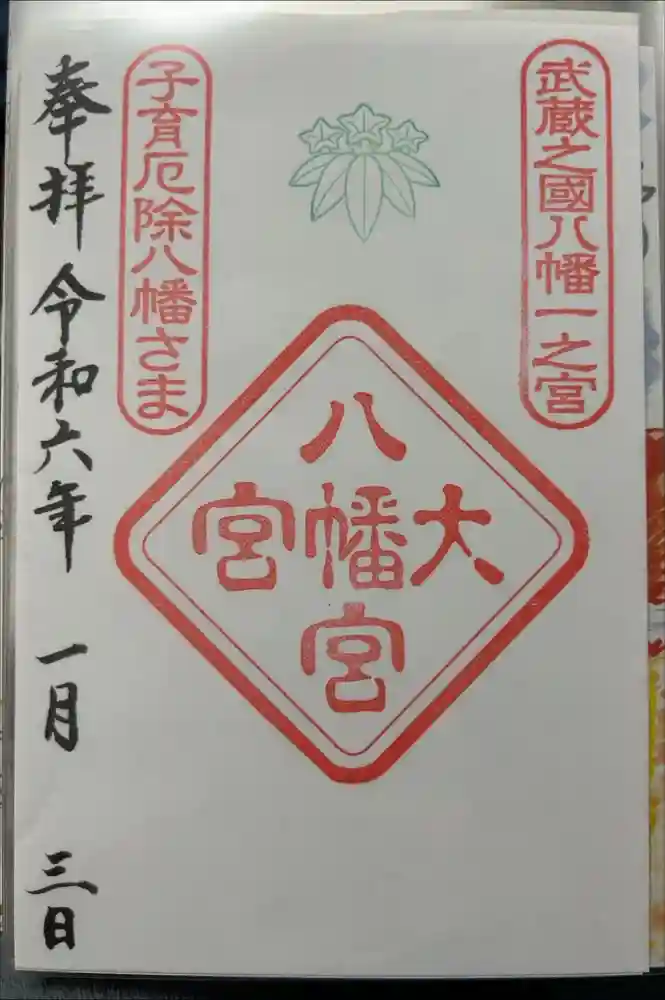 武蔵之國八幡一之宮
大宮八幡宮
子育厄除八幡さま
奉拝 令和六年 一月 三日